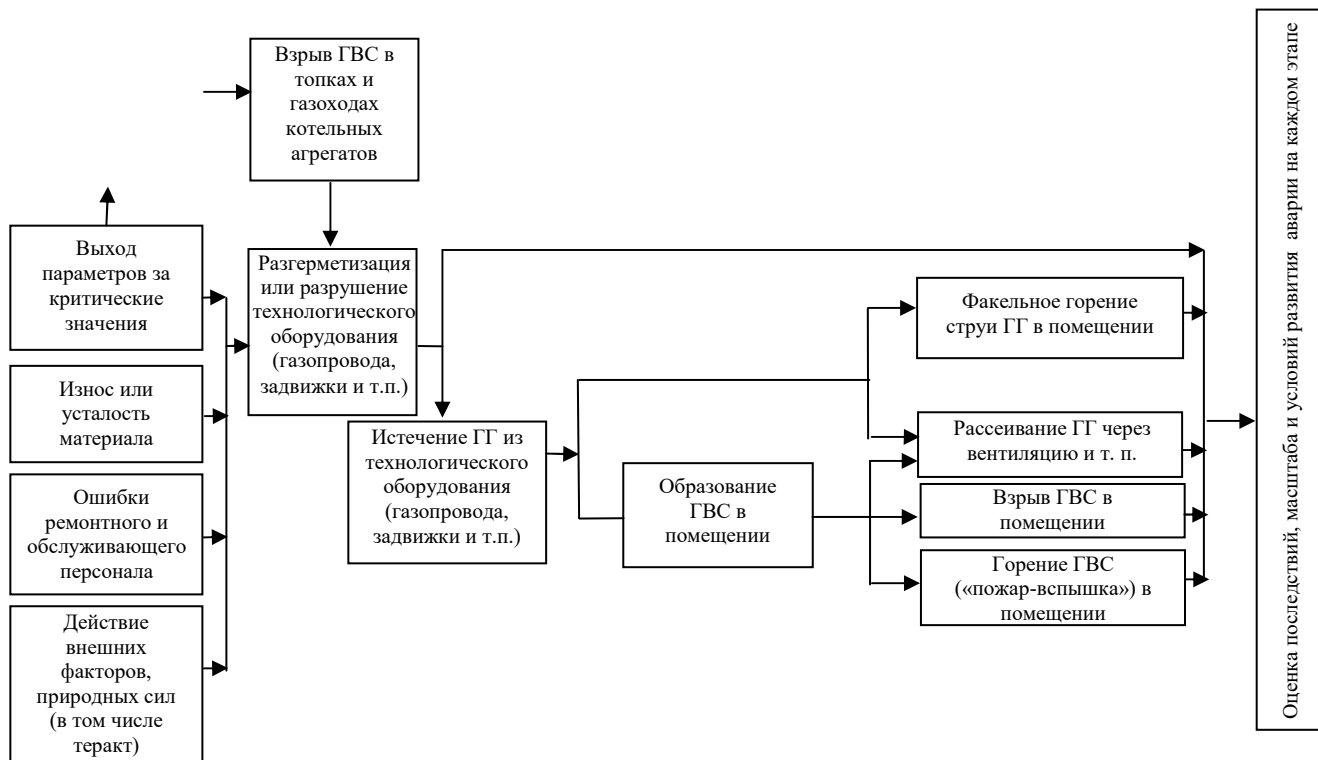 Взрыв ГВС в
топках и
газоходах
котельных
агрегатов
Выход
параметров за
критические
значения
Износ или
усталость
материала
Ошибки
ремонтного и
обслуживающего
персонала
Действие
внешних
факторов,
природных сил
(в том числе
теракт)
Разгерметизация
или разрушение
технологического
оборудования
(газопровода,
задвижки и т.п.)
Истечение ГГ из
технологического
оборудования
(газопровода,
задвижки и т.п.)
Образование
ГВС в
помещении
Факельное горение
струи ГГ в помещении
Рассеивание ГГ через
вентиляцию и т. п.
Взрыв ГВС в
помещении
Горение ГВС
(«пожар-вспышка») в
помещении
Оценка последствий, масштаба и условий развития аварии на каждом этапе